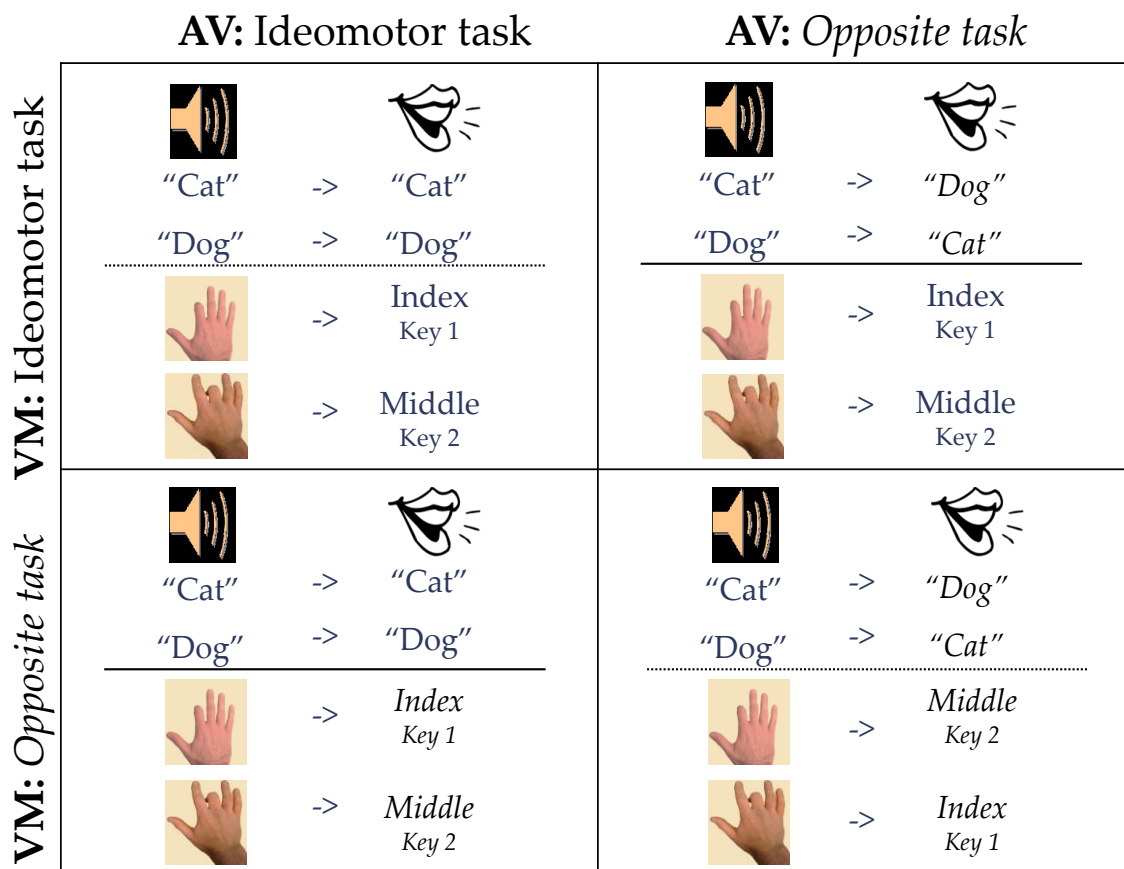 AV: Ideomotor task
AV: Opposite task
VM: Ideomotor task
“Cat” -> “Cat”
“Dog” -> “Dog”
-> Index
Key 1
-> Middle
Key 2
“Cat” -> “Dog”
“Dog” -> “Cat”
-> Index
Key 1
-> Middle
Key 2
VM: Opposite task
“Cat” -> “Cat”
“Dog” -> “Dog”
-> Index
Key 1
-> Middle
Key 2
“Cat” -> “Dog”
“Dog” -> “Cat”
-> Middle
Key 2
-> Index
Key 1